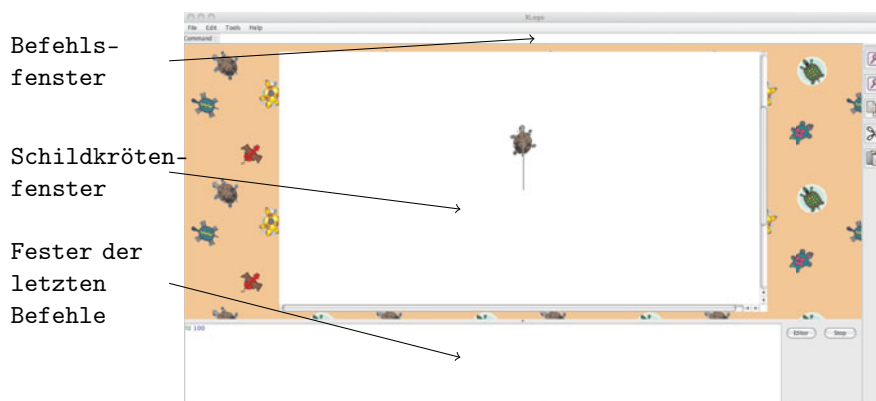 XLogo
File Edit Tools Help
Command :
Befehls-
fenster
Schildkröten-
fenster
Fester der
letzten
Befehle
fd 100
Editor Stop